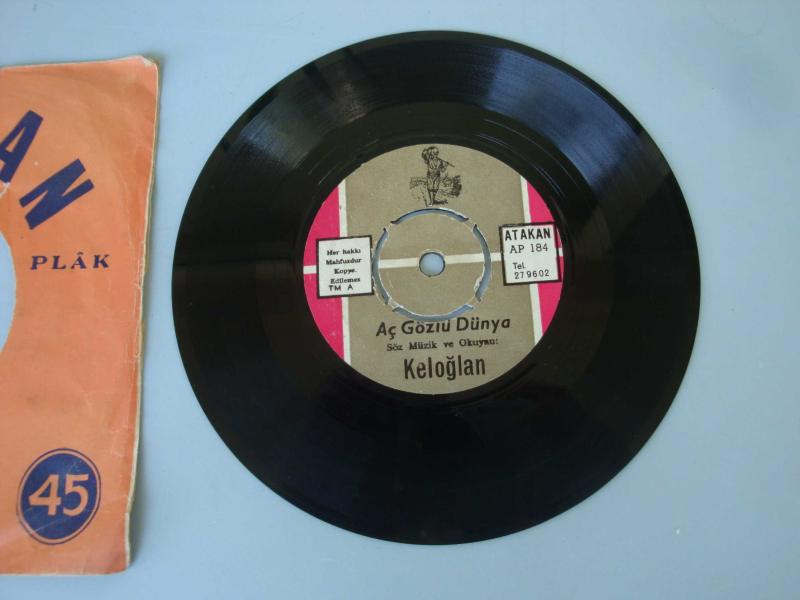 AN
PLÂK
45
Her hakkı
Mahfuzdur
Kopye.
Edilemez
TM A
ATAKAN
AP 184
Tel.
279602
Aç Gözlü Dünya
Söz Müzik ve Okuyan:
Keloğlan